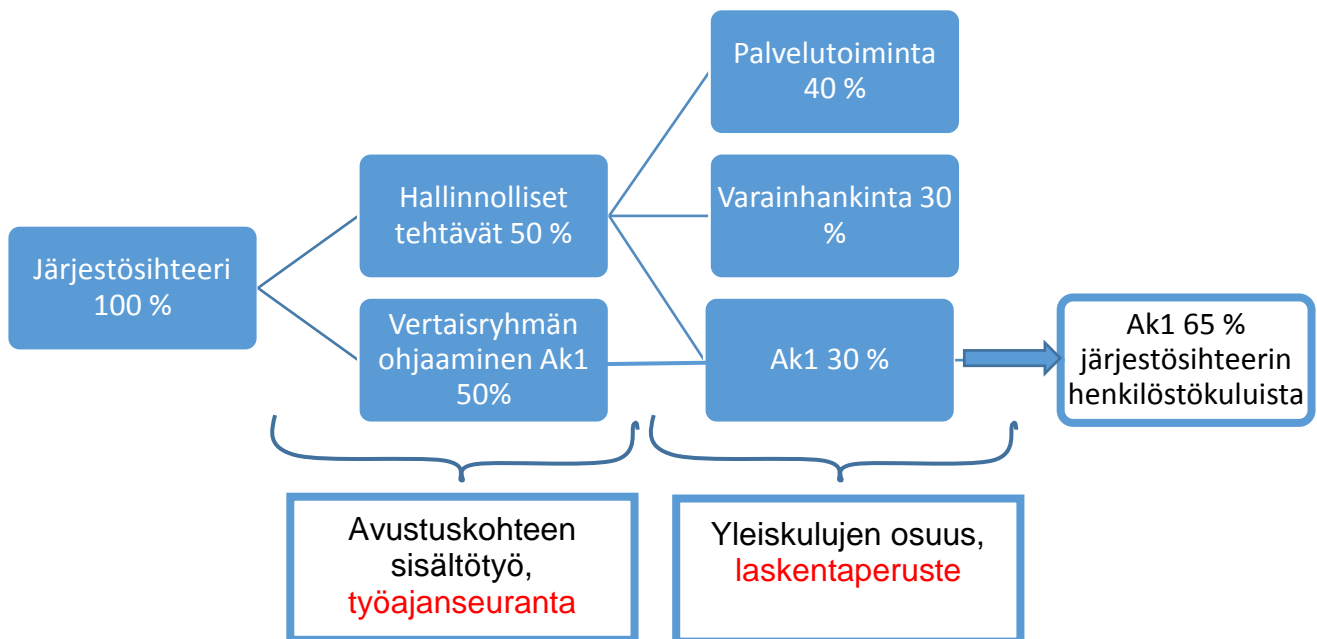 Palvelutoiminta
40 %
Hallinnolliset
tehtävät 50 %
Varainhankinta 30
%
Järjestösihteeri
100 %
Vertaisryhmän
ohjaaminen Ak1
50%
Ak1 30 %
Ak1 65 %
järjestösihteerin
henkilöstökuluista
Avustuskohteen
sisältötyö,
työajanseuranta
Yleiskulujen osuus,
laskentaperuste